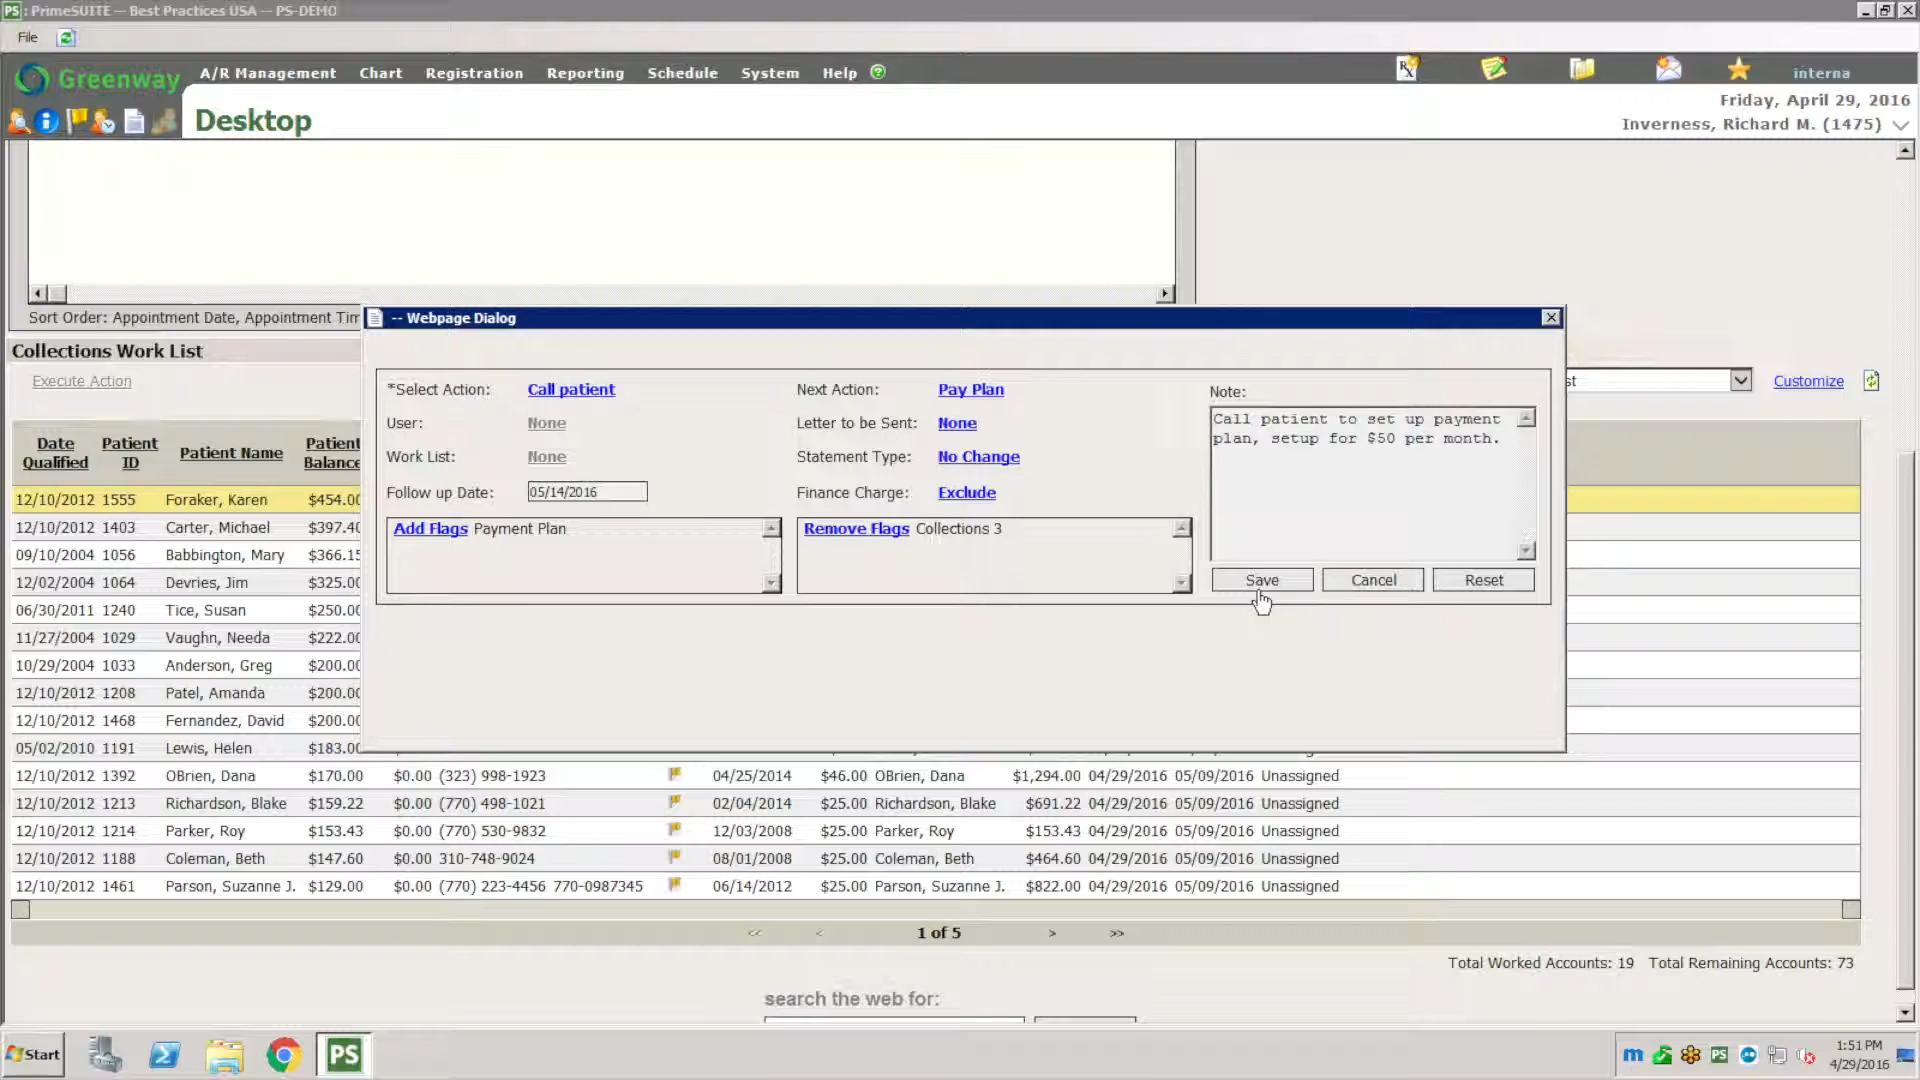 PS : PrimeSUITE -- Best Practices USA -- PS-DEMO
File
Greenway A/R Management Chart Registration Reporting Schedule System Help interna
Friday, April 29, 2016
Desktop
Inverness, Richard M. (1475)
Sort Order: Appointment Date, Appointment Tim
-- Webpage Dialog
Collections Work List
Execute Action
st
Customize
*Select Action: Call patient
Next Action: Pay Plan
Note:
User: None
Letter to be Sent: None
Call patient to set up payment
plan, setup for $50 per month.
Work List: None
Statement Type: No Change
Follow up Date: 05/14/2016
Finance Charge: Exclude
Add Flags Payment Plan
Remove Flags Collections 3
Save Cancel Reset
Date Qualified
Patient ID
Patient Name
Patient Balance
12/10/2012 1555 Foraker, Karen $454.00
12/10/2012 1403 Carter, Michael $397.40
09/10/2004 1056 Babbington, Mary $366.15
12/02/2004 1064 Devries, Jim $325.00
06/30/2011 1240 Tice, Susan $250.00
11/27/2004 1029 Vaughn, Needa $222.00
10/29/2004 1033 Anderson, Greg $200.00
12/10/2012 1208 Patel, Amanda $200.00
12/10/2012 1468 Fernandez, David $200.00
05/02/2010 1191 Lewis, Helen $183.00
12/10/2012 1392 OBrien, Dana $170.00 $0.00 (323) 998-1923 04/25/2014 $46.00 OBrien, Dana $1,294.00 04/29/2016 05/09/2016 Unassigned
12/10/2012 1213 Richardson, Blake $159.22 $0.00 (770) 498-1021 02/04/2014 $25.00 Richardson, Blake $691.22 04/29/2016 05/09/2016 Unassigned
12/10/2012 1214 Parker, Roy $153.43 $0.00 (770) 530-9832 12/03/2008 $25.00 Parker, Roy $153.43 04/29/2016 05/09/2016 Unassigned
12/10/2012 1188 Coleman, Beth $147.60 $0.00 310-748-9024 08/01/2008 $25.00 Coleman, Beth $464.60 04/29/2016 05/09/2016 Unassigned
12/10/2012 1461 Parson, Suzanne J. $129.00 $0.00 (770) 223-4456 770-0987345 06/14/2012 $25.00 Parson, Suzanne J. $822.00 04/29/2016 05/09/2016 Unassigned
<< < 1 of 5 > >>
Total Worked Accounts: 19 Total Remaining Accounts: 73
search the web for:
Start
PS
1:51 PM
4/29/2016